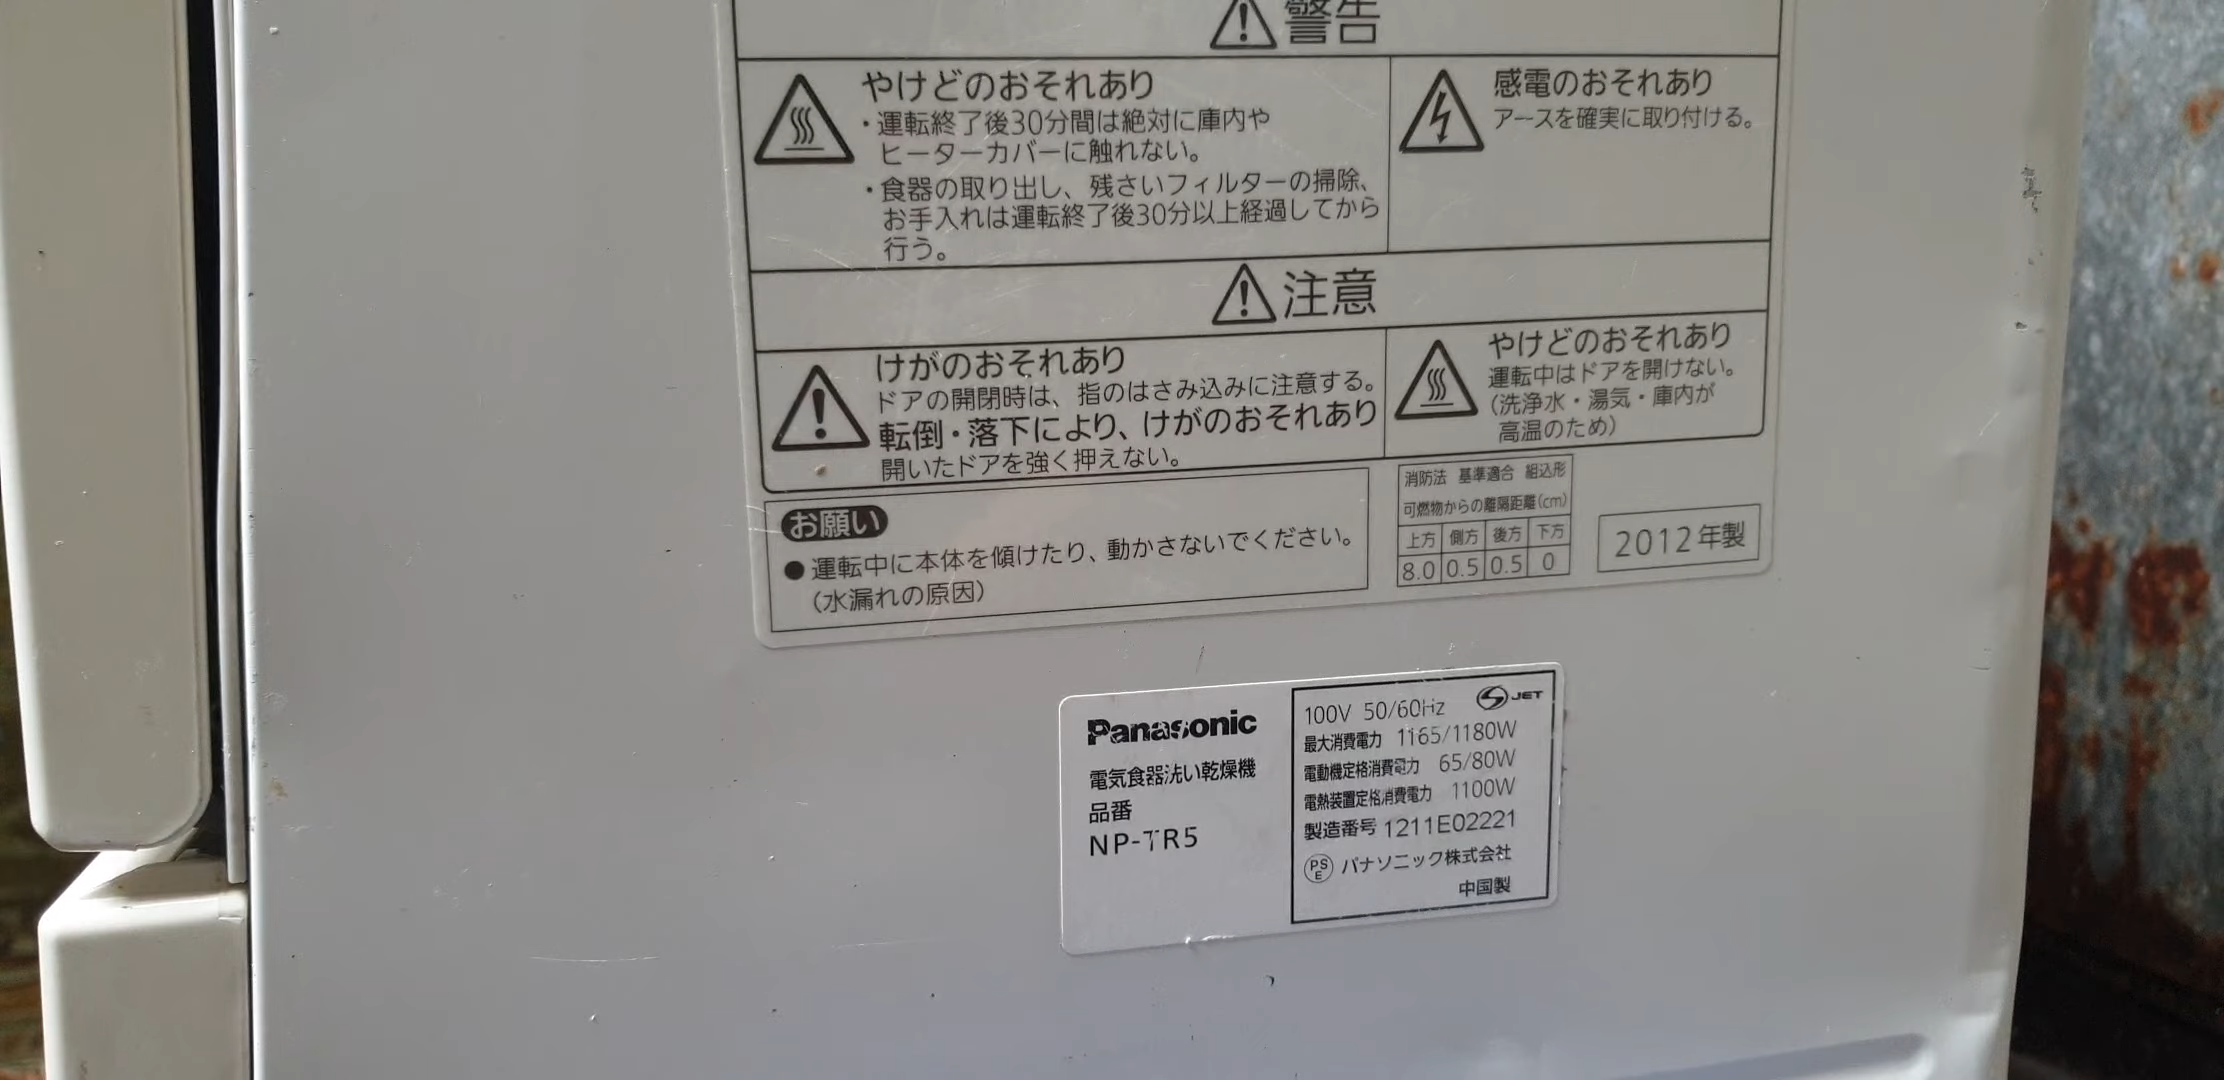 警告
やけどのおそれあり
・運転終了後30分間は絶対に庫内や
ヒーターカバーに触れない。
・食器の取り出し、残さいフィルターの掃除、
お手入れは運転終了後30分以上経過してから
行う。
感電のおそれあり
アースを確実に取り付ける。
注意
けがのおそれあり
ドアの開閉時は、指のはさみ込みに注意する。
転倒・落下により、けがのおそれあり
開いたドアを強く押えない。
やけどのおそれあり
運転中はドアを開けない。
(洗浄水・湯気・庫内が
高温のため)
お願い
●運転中に本体を傾けたり、動かさないでください。
(水漏れの原因)
消防法 基準適合 組込形
可燃物からの離隔距離(cm)
上方 側方 後方 下方
8.0 0.5 0.5 0
2012年製
Panasonic
電気食器洗い乾燥機
品番
NP-TR5
100V 50/60Hz JET
最大消費電力 1165/1180W
電動機定格消費電力 65/80W
電熱装置定格消費電力 1100W
製造番号 1211E02221
PSE パナソニック株式会社
中国製